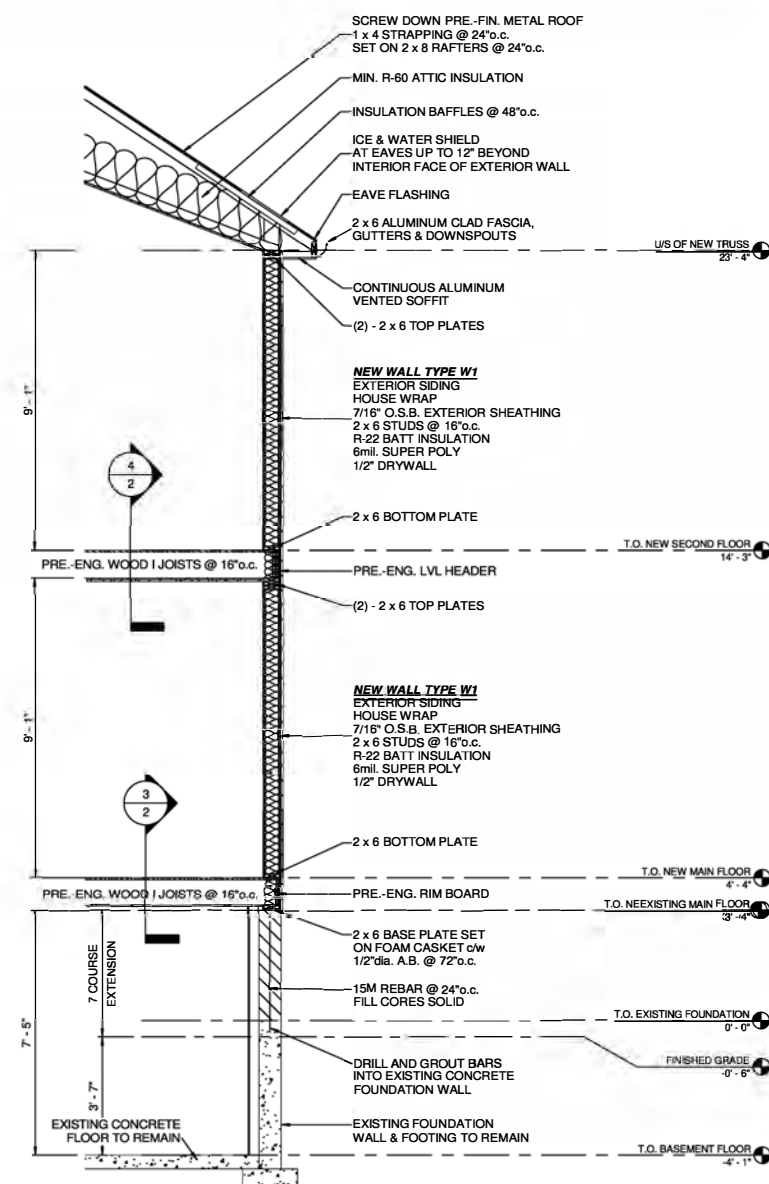 SCREW DOWN PRE.-FIN. METAL ROOF
1 x 4 STRAPPING @ 24"o.c.
SET ON 2 x 8 RAFTERS @ 24"o.c.
MIN. R-60 ATTIC INSULATION
INSULATION BAFFLES @ 48"o.c.
ICE & WATER SHIELD
AT EAVES UP TO 12" BEYOND
INTERIOR FACE OF EXTERIOR WALL
EAVE FLASHING
2 x 6 ALUMINUM CLAD FASCIA,
GUTTERS & DOWNSPOUTS
U/S OF NEW TRUSS
23' - 4"
CONTINUOUS ALUMINUM
VENTED SOFFIT
(2) - 2 x 6 TOP PLATES
NEW WALL TYPE W1
EXTERIOR SIDING
HOUSE WRAP
7/16" O.S.B. EXTERIOR SHEATHING
2 x 6 STUDS @ 16"o.c.
R-22 BATT INSULATION
6mil. SUPER POLY
1/2" DRYWALL
9' - 1"
4
2
2 x 6 BOTTOM PLATE
T.O. NEW SECOND FLOOR
14' - 3"
PRE.-ENG. WOOD I JOISTS @ 16"o.c.
PRE.-ENG. LVL HEADER
(2) - 2 x 6 TOP PLATES
NEW WALL TYPE W1
EXTERIOR SIDING
HOUSE WRAP
7/16" O.S.B. EXTERIOR SHEATHING
2 x 6 STUDS @ 16"o.c.
R-22 BATT INSULATION
6mil. SUPER POLY
1/2" DRYWALL
9' - 1"
3
2
2 x 6 BOTTOM PLATE
T.O. NEW MAIN FLOOR
4' - 4"
PRE.-ENG. WOOD I JOISTS @ 16"o.c.
PRE.-ENG. RIM BOARD
T.O. NEEXISTING MAIN FLOOR
2 x 6 BASE PLATE SET
ON FOAM CASKET c/w
1/2"dia. A.B. @ 72"o.c.
7 COURSE
EXTENSION
15M REBAR @ 24"o.c.
FILL CORES SOLID
T.O. EXISTING FOUNDATION
0' - 0"
7' - 5"
DRILL AND GROUT BARS
INTO EXISTING CONCRETE
FOUNDATION WALL
FINISHED GRADE
-0' - 6"
3' - 7"
EXISTING CONCRETE
FLOOR TO REMAIN
EXISTING FOUNDATION
WALL & FOOTING TO REMAIN
T.O. BASEMENT FLOOR
-4' - 1"